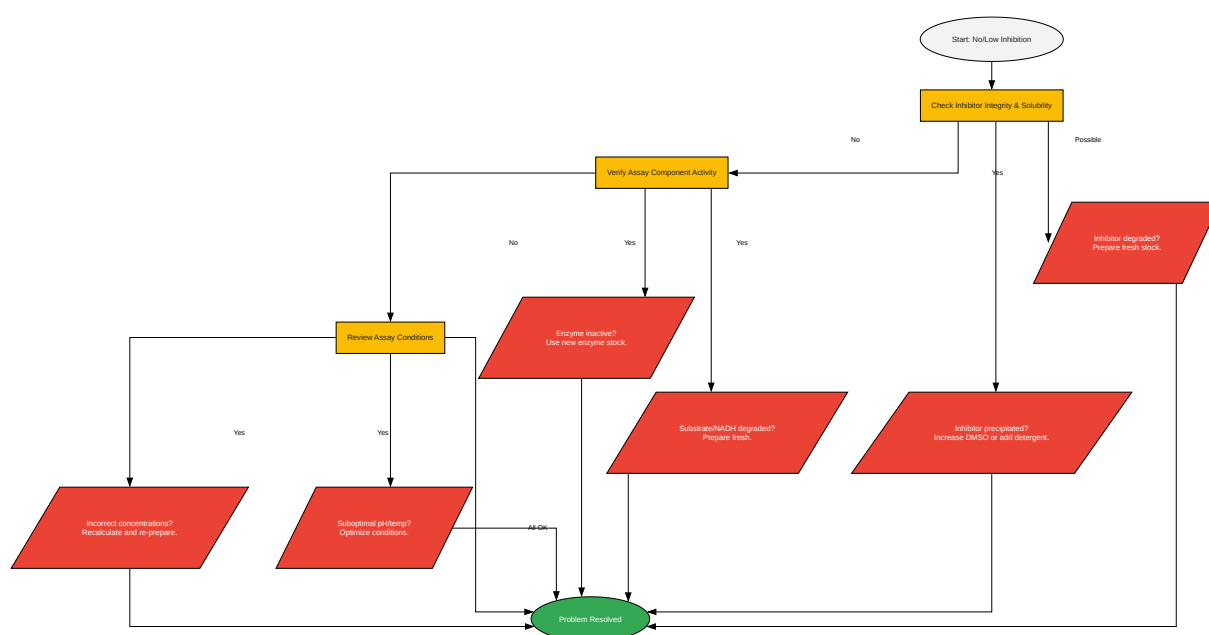 Start: No/Low Inhibition
Check Inhibitor Integrity & Solubility
No
Possible
Verify Assay Component Activity
Yes
Inhibitor degraded?
Prepare fresh stock.
No
Yes
Yes
Review Assay Conditions
Enzyme inactive?
Use new enzyme stock.
Substrate/NADH degraded?
Prepare fresh.
Inhibitor precipitated?
Increase DMSO or add detergent.
Yes
Yes
Incorrect concentrations?
Recalculate and re-prepare.
Suboptimal pH/temp?
Optimize conditions.
All OK
Problem Resolved